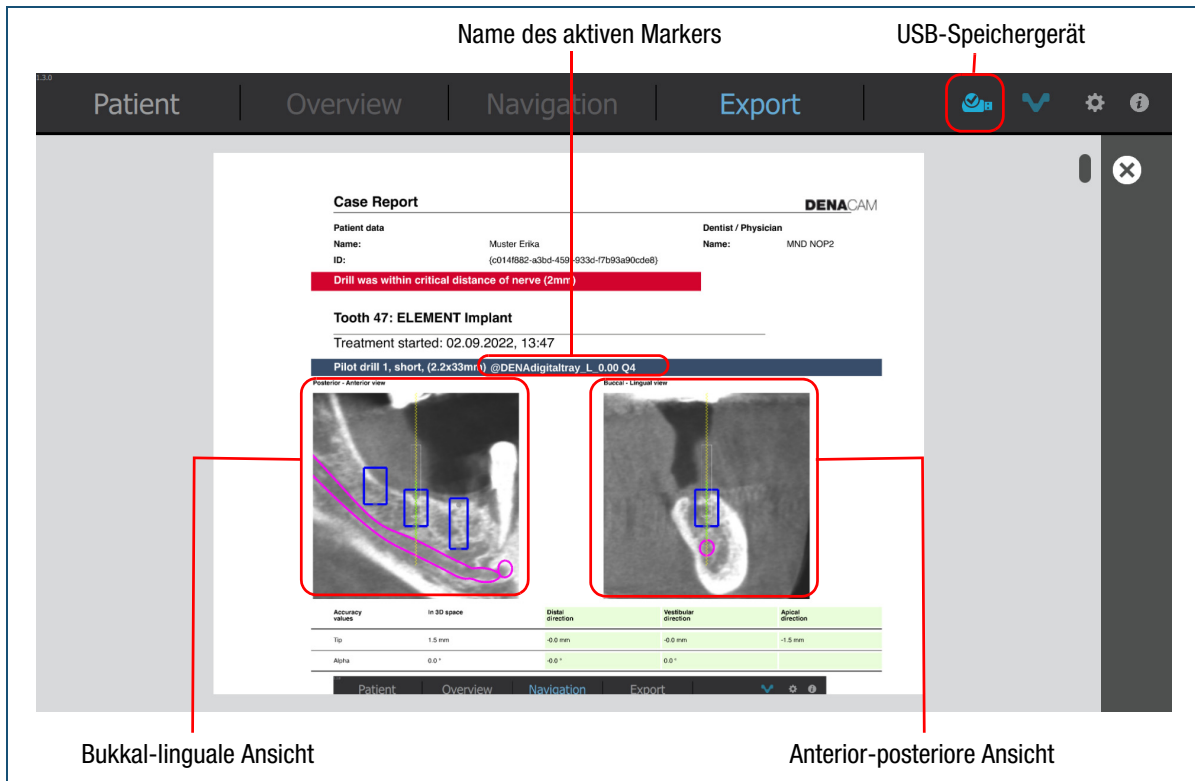 Name des aktiven Markers
USB-Speichergerät
1.3.0
Patient
Overview
Navigation
Export
Case Report
DENACAM
Patient data
Dentist / Physician
Name:
Muster Erika
Name:
MND NOP2
ID:
Drill was within critical distance of nerve (2mm)
Tooth 47: ELEMENT Implant
Treatment started: 02.09.2022, 13:47
Pilot drill 1, short, (2.2x33mm) @DENAdigitaltray_L_0.00 Q4
Posterior - Anterior view
Buccal - Lingual view
Accuracy values
In 3D space
Distal direction
Vestibular direction
Apical direction
Tip
1.5 mm
-0.0 mm
-0.0 mm
-1.5 mm
Alpha
0.0 °
-0.0 °
0.0 °
Patient
Overview
Navigation
Export
Bukkal-linguale Ansicht
Anterior-posteriore Ansicht